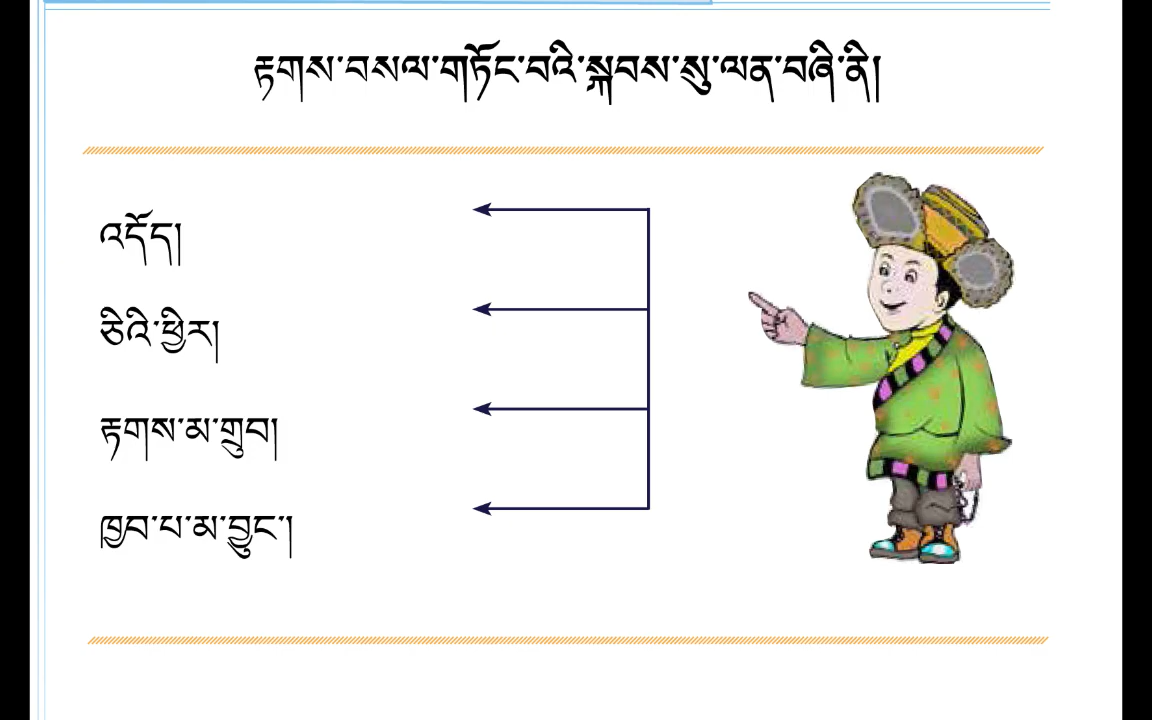 རྟགས་བསལ་གཏོང་བའི་སྐབས་སུ་ལན་བཞི་ནི།
འདོད།
ཅིའི་ཕྱིར།
རྟགས་མ་གྲུབ།
ཁྱབ་པ་མ་བྱུང་།